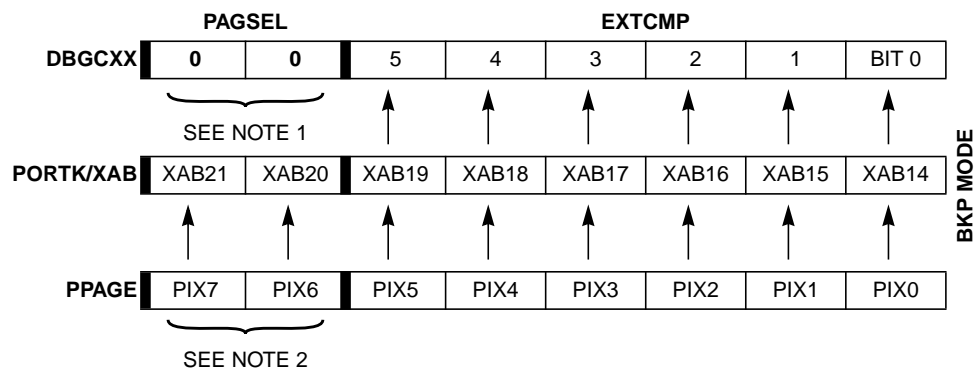 PAGSEL EXTCMP
DBGCXX 0 0 5 4 3 2 1 BIT 0
SEE NOTE 1
PORTK/XAB XAB21 XAB20 XAB19 XAB18 XAB17 XAB16 XAB15 XAB14
BKP MODE
PPAGE PIX7 PIX6 PIX5 PIX4 PIX3 PIX2 PIX1 PIX0
SEE NOTE 2